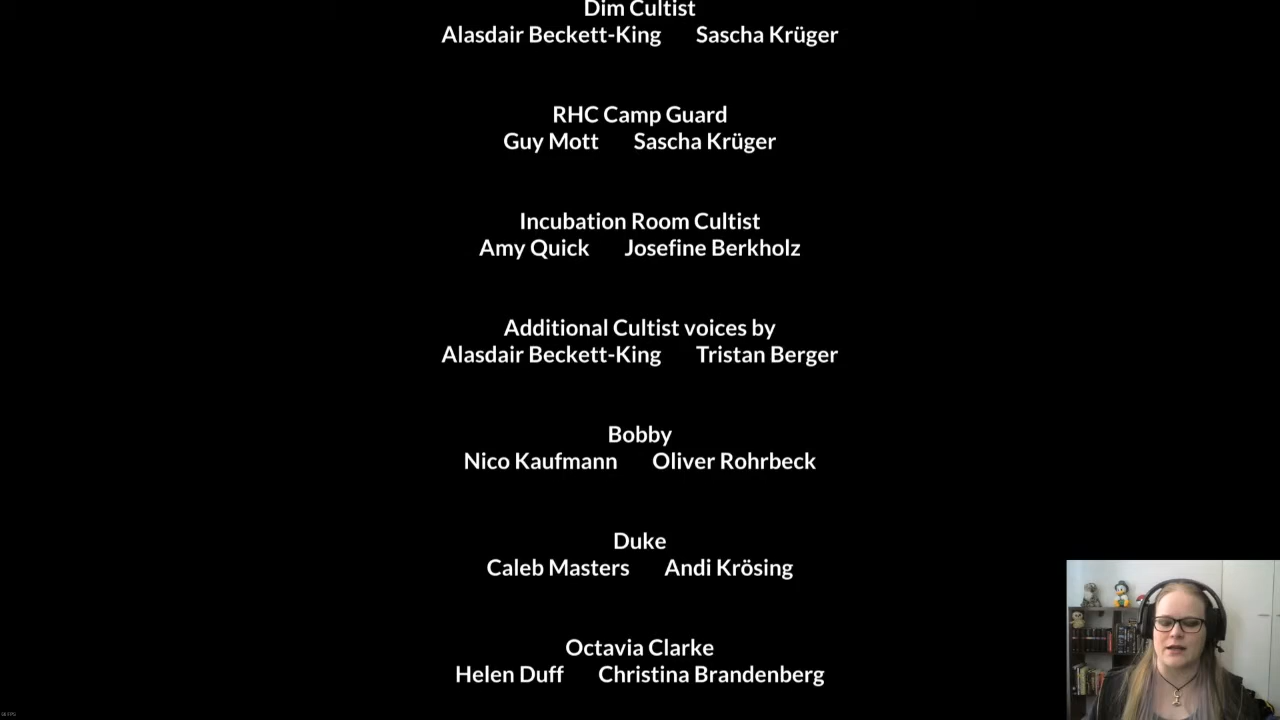 Dim Cultist
Alasdair Beckett-King Sascha Krüger
RHC Camp Guard
Guy Mott Sascha Krüger
Incubation Room Cultist
Amy Quick Josefine Berkholz
Additional Cultist voices by
Alasdair Beckett-King Tristan Berger
Bobby
Nico Kaufmann Oliver Rohrbeck
Duke
Caleb Masters Andi Krösing
Octavia Clarke
Helen Duff Christina Brandenberg